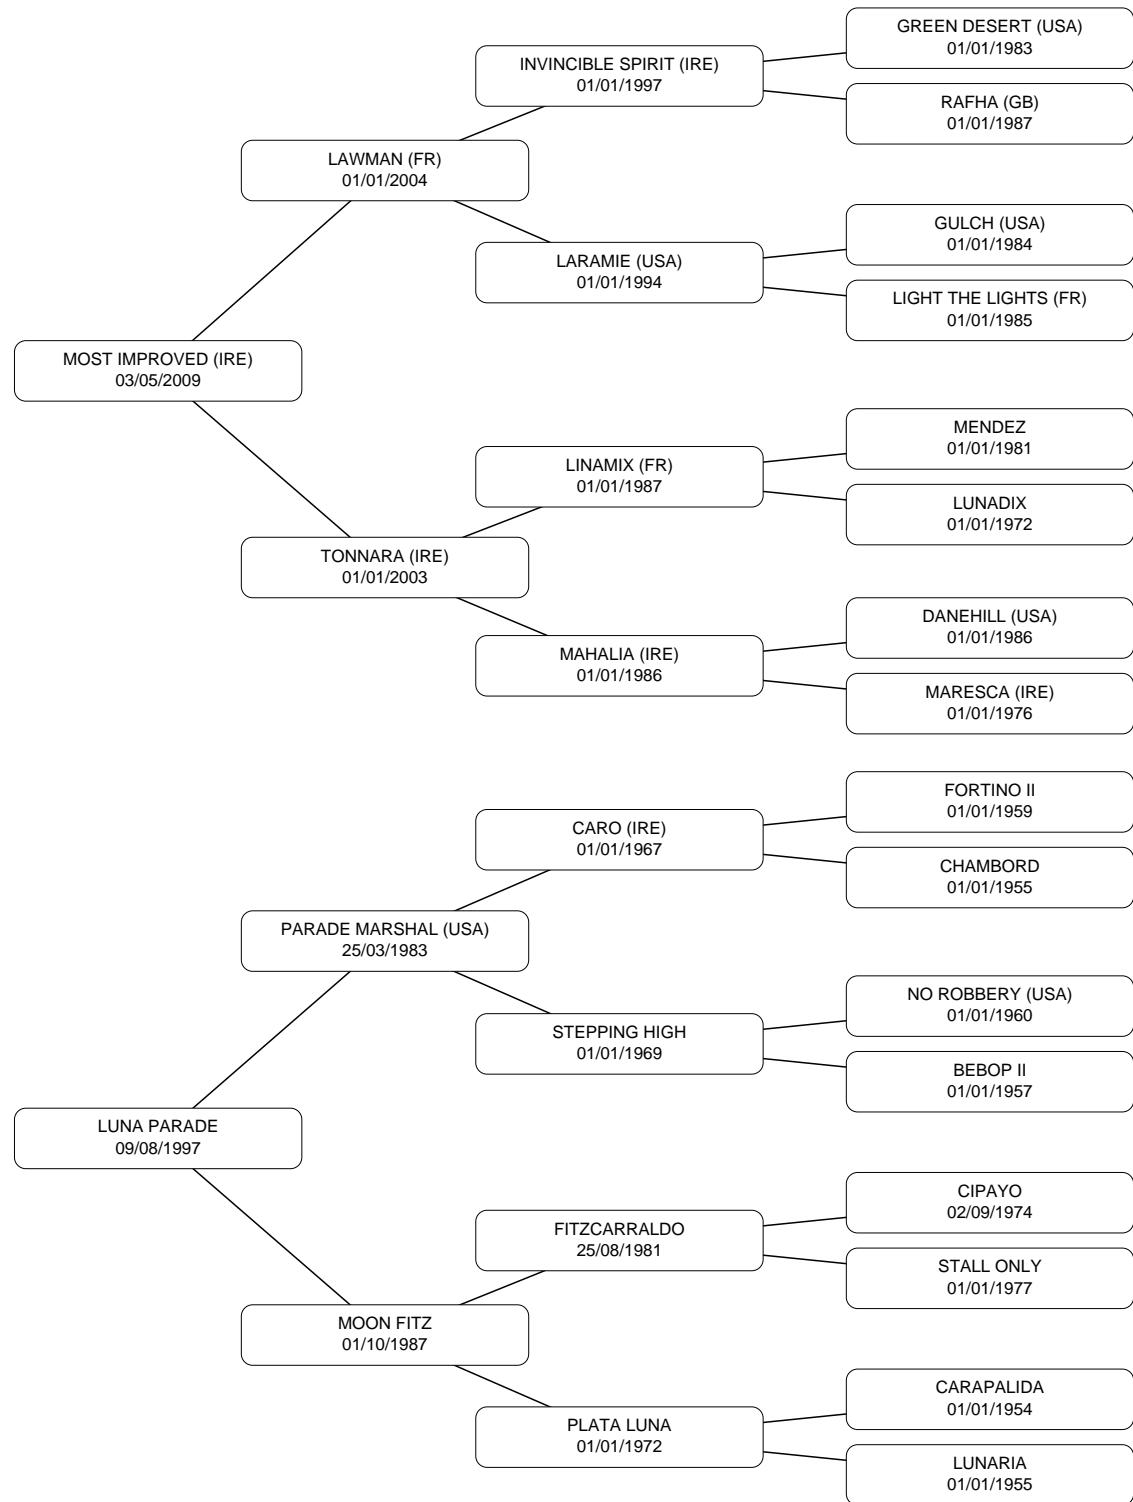 GREEN DESERT (USA)
01/01/1983
INVINCIBLE SPIRIT (IRE)
01/01/1997
RAFHA (GB)
01/01/1987
LAWMAN (FR)
01/01/2004
GULCH (USA)
01/01/1984
LARAMIE (USA)
01/01/1994
LIGHT THE LIGHTS (FR)
01/01/1985
MOST IMPROVED (IRE)
03/05/2009
MENDEZ
01/01/1981
LINAMIX (FR)
01/01/1987
LUNADIX
01/01/1972
TONNARA (IRE)
01/01/2003
DANEHILL (USA)
01/01/1986
MAHALIA (IRE)
01/01/1986
MARESCA (IRE)
01/01/1976
FORTINO II
01/01/1959
CARO (IRE)
01/01/1967
CHAMBORD
01/01/1955
PARADE MARSHAL (USA)
25/03/1983
NO ROBBERY (USA)
01/01/1960
STEPPING HIGH
01/01/1969
BEBOP II
01/01/1957
LUNA PARADE
09/08/1997
CIPAYO
02/09/1974
FITZCARRALDO
25/08/1981
STALL ONLY
01/01/1977
MOON FITZ
01/10/1987
CARAPALIDA
01/01/1954
PLATA LUNA
01/01/1972
LUNARIA
01/01/1955